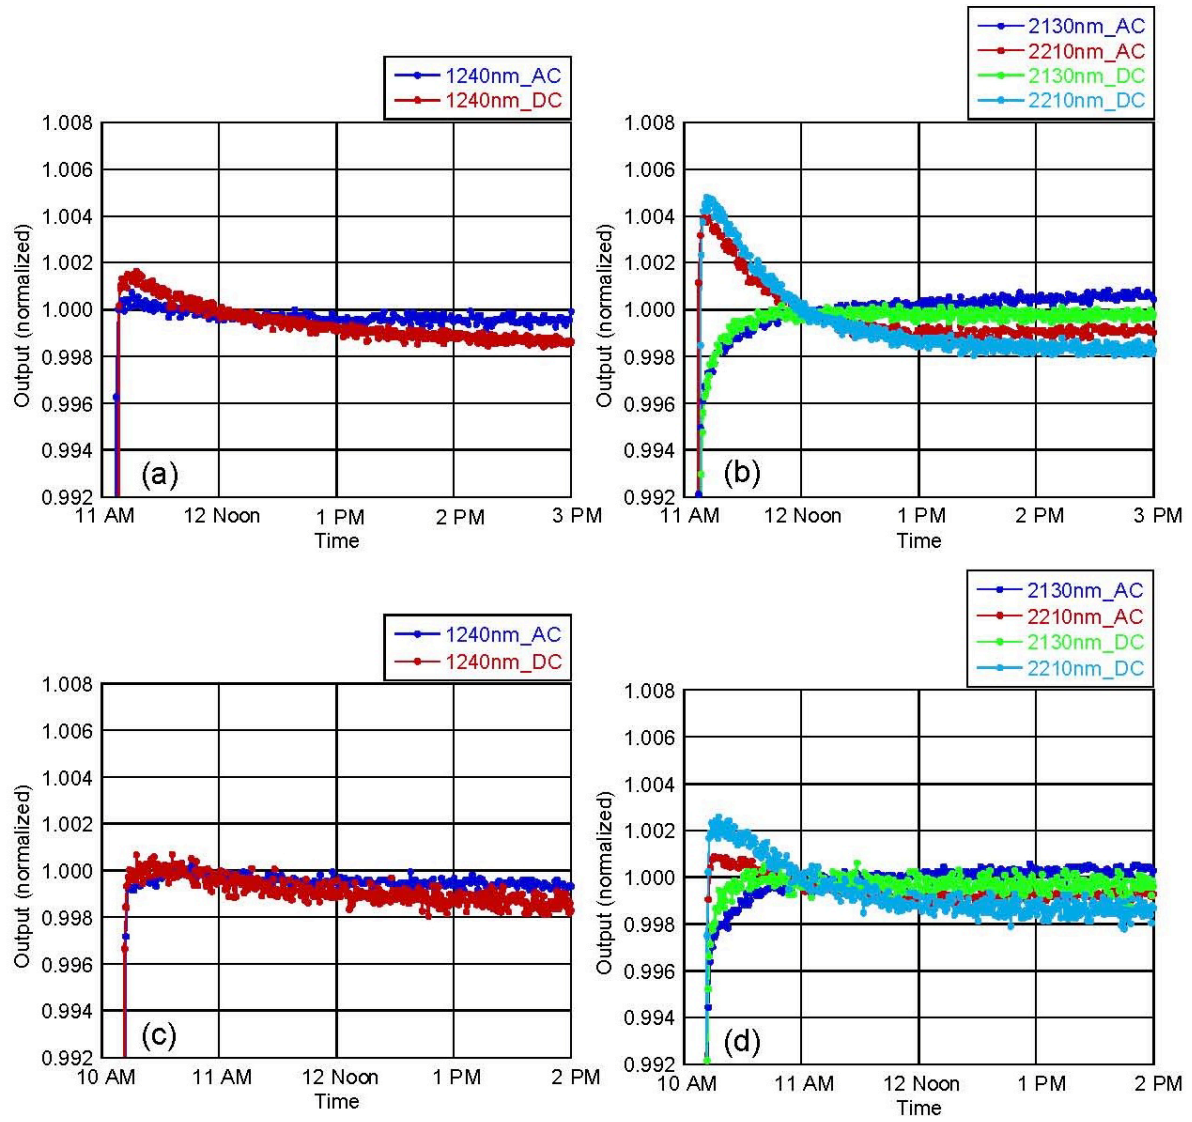 1240nm_AC
1240nm_DC
1.008
1.006
1.004
1.002
1.000
0.998
0.996
0.994
0.992
Output (normalized)
(a)
11 AM 12 Noon 1 PM 2 PM 3 PM
Time
2130nm_AC
2210nm_AC
2130nm_DC
2210nm_DC
1.008
1.006
1.004
1.002
1.000
0.998
0.996
0.994
0.992
Output (normalized)
(b)
11 AM 12 Noon 1 PM 2 PM 3 PM
Time
1240nm_AC
1240nm_DC
1.008
1.006
1.004
1.002
1.000
0.998
0.996
0.994
0.992
Output (normalized)
(c)
10 AM 11 AM 12 Noon 1 PM 2 PM
Time
2130nm_AC
2210nm_AC
2130nm_DC
2210nm_DC
1.008
1.006
1.004
1.002
1.000
0.998
0.996
0.994
0.992
Output (normalized)
(d)
10 AM 11 AM 12 Noon 1 PM 2 PM
Time